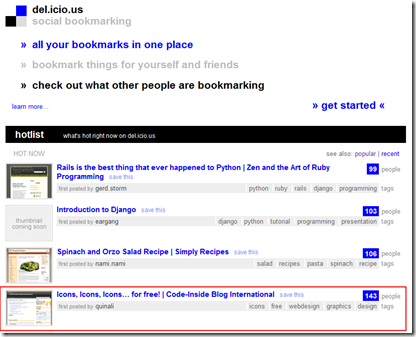 del.icio.us
social bookmarking
» all your bookmarks in one place
» bookmark things for yourself and friends
» check out what other people are bookmarking
learn more...
» get started «
hotlist what's hot right now on del.icio.us
HOT NOW see also: popular | recent
Rails is the best thing that ever happened to Python | Zen and the Art of Ruby 99 people
Programming save this
first posted by gerd.storm python ruby rails django programming tags
thumbnail coming soon
Introduction to Django save this 103 people
first posted by eargang django python tutorial programming presentation tags
Spinach and Orzo Salad Recipe | Simply Recipes save this 106 people
first posted by nami.nami salad recipes pasta spinach recipe tags
Icons, Icons, Icons… for free! | Code-Inside Blog International save this 143 people
first posted by quinali icons free webdesign graphics design tags